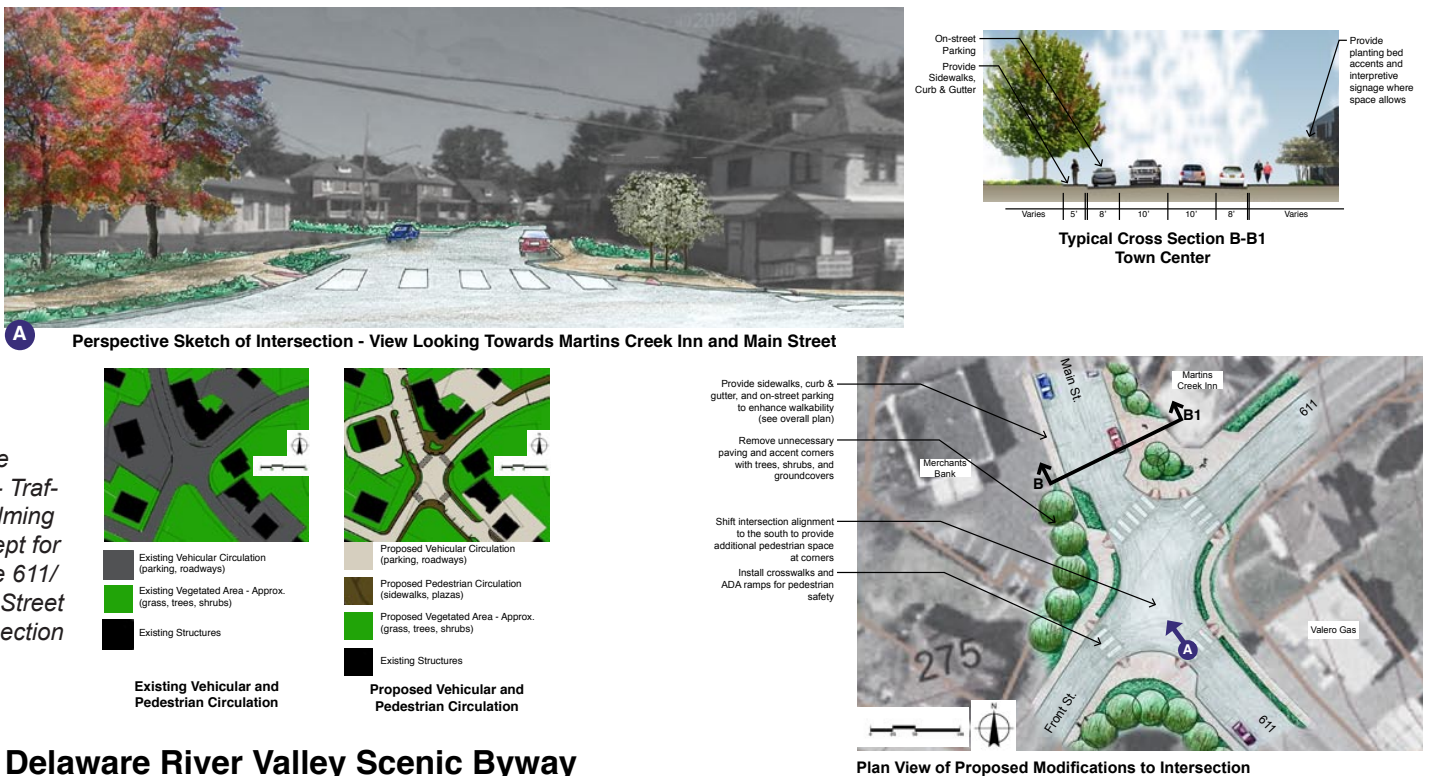 ©2009 Google
On-street
Parking
Provide
Sidewalks,
Curb & Gutter
Provide
planting bed
accents and
interpretive
signage where
space allows
Varies 5' 8' 10' 10' 8' Varies
Typical Cross Section B-B1
Town Center
A
Perspective Sketch of Intersection - View Looking Towards Martins Creek Inn and Main Street
- Traf-
ept for
e 611/
Street
N
Existing Vehicular Circulation
(parking, roadways)
Existing Vegetated Area - Approx.
(grass, trees, shrubs)
Existing Structures
Existing Vehicular and
Pedestrian Circulation
N
Proposed Vehicular Circulation
(parking, roadways)
Proposed Pedestrian Circulation
(sidewalks, plazas)
Proposed Vegetated Area - Approx.
(grass, trees, shrubs)
Existing Structures
Proposed Vehicular and
Pedestrian Circulation
Provide sidewalks, curb &
gutter, and on-street parking
to enhance walkability
(see overall plan)
Remove unnecessary
paving and accent corners
with trees, shrubs, and
groundcovers
Shift intersection alignment
to the south to provide
additional pedestrian space
at corners
Install crosswalks and
ADA ramps for pedestrian
safety
Main St.
Martins
Creek Inn
611
B1
Merchants
Bank
B
Valero Gas
A
275
Front St.
611
N
Plan View of Proposed Modifications to Intersection
Delaware River Valley Scenic Byway